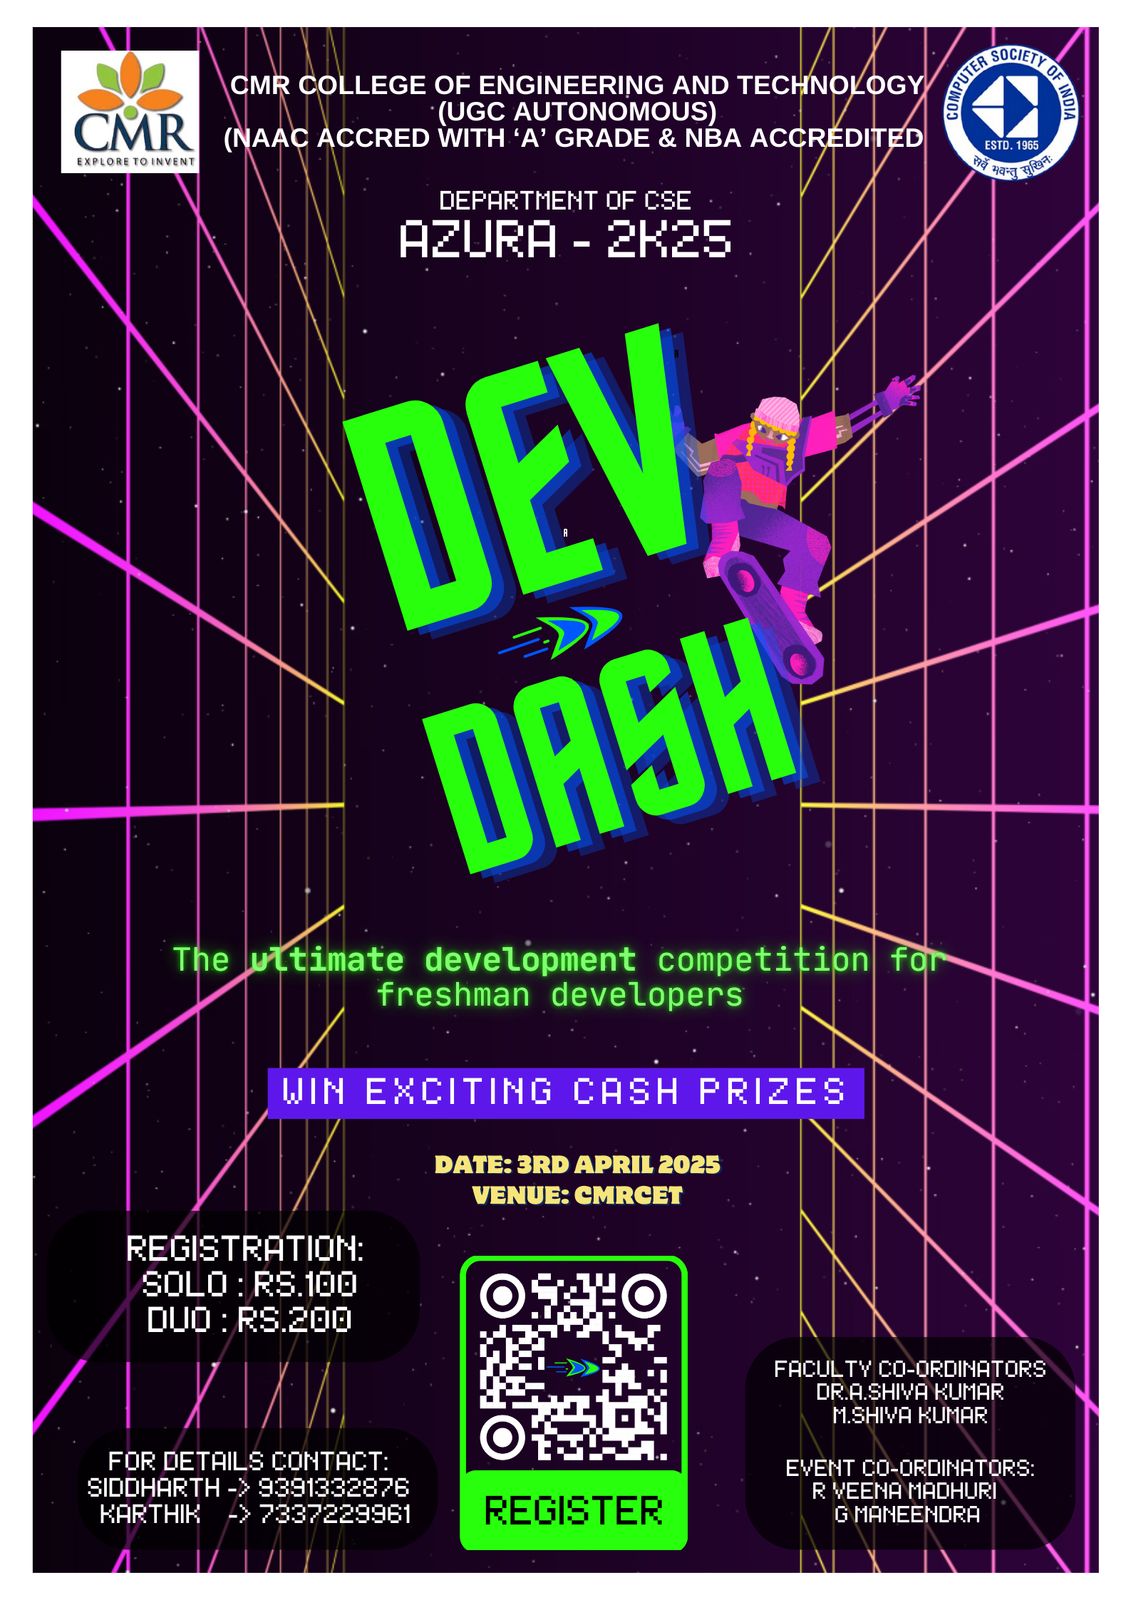 CMR
EXPLORE TO INVENT
CMR COLLEGE OF ENGINEERING AND TECHNOLOGY
(UGC AUTONOMOUS)
(NAAC ACCRED WITH ‘A’ GRADE & NBA ACCREDITED
COMPUTER SOCIETY OF INDIA
ESTD. 1965
सर्वे भवन्तु सुखिनः
DEPARTMENT OF CSE
AZURA - 2K25
DEV
A
DASH
The ultimate development competition for
freshman developers
WIN EXCITING CASH PRIZES
DATE: 3RD APRIL 2025
VENUE: CMRCET
REGISTRATION:
SOLO : RS.100
DUO : RS.200
FOR DETAILS CONTACT:
SIDDHARTH -> 9391332876
KARTHIK -> 7337229961
REGISTER
FACULTY CO-ORDINATORS
DR.A.SHIVA KUMAR
M.SHIVA KUMAR
EVENT CO-ORDINATORS:
R VEENA MADHURI
G MANEENDRA